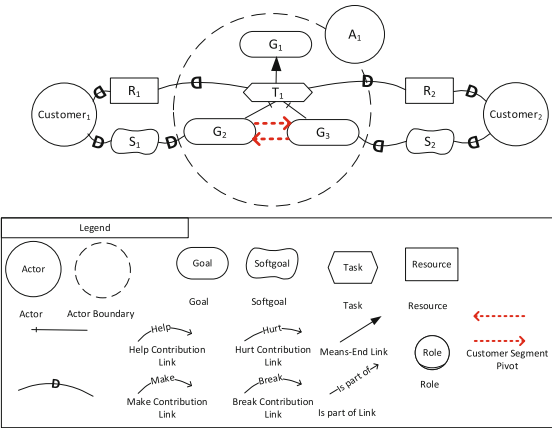 G1
A1
Customer1
D
R1
D
T1
D
R2
D
Customer2
D
S1
D
G2
G3
D
S2
D
Legend
Actor
Goal
Softgoal
Task
Resource
Actor
Actor Boundary
Goal
Softgoal
Task
Resource
Help
Help Contribution
Link
Hurt
Hurt Contribution
Link
Means-End Link
Role
Role
Customer Segment
Pivot
D
Make
Make Contribution
Link
Break
Break Contribution
Link
Is part of
Is part of Link